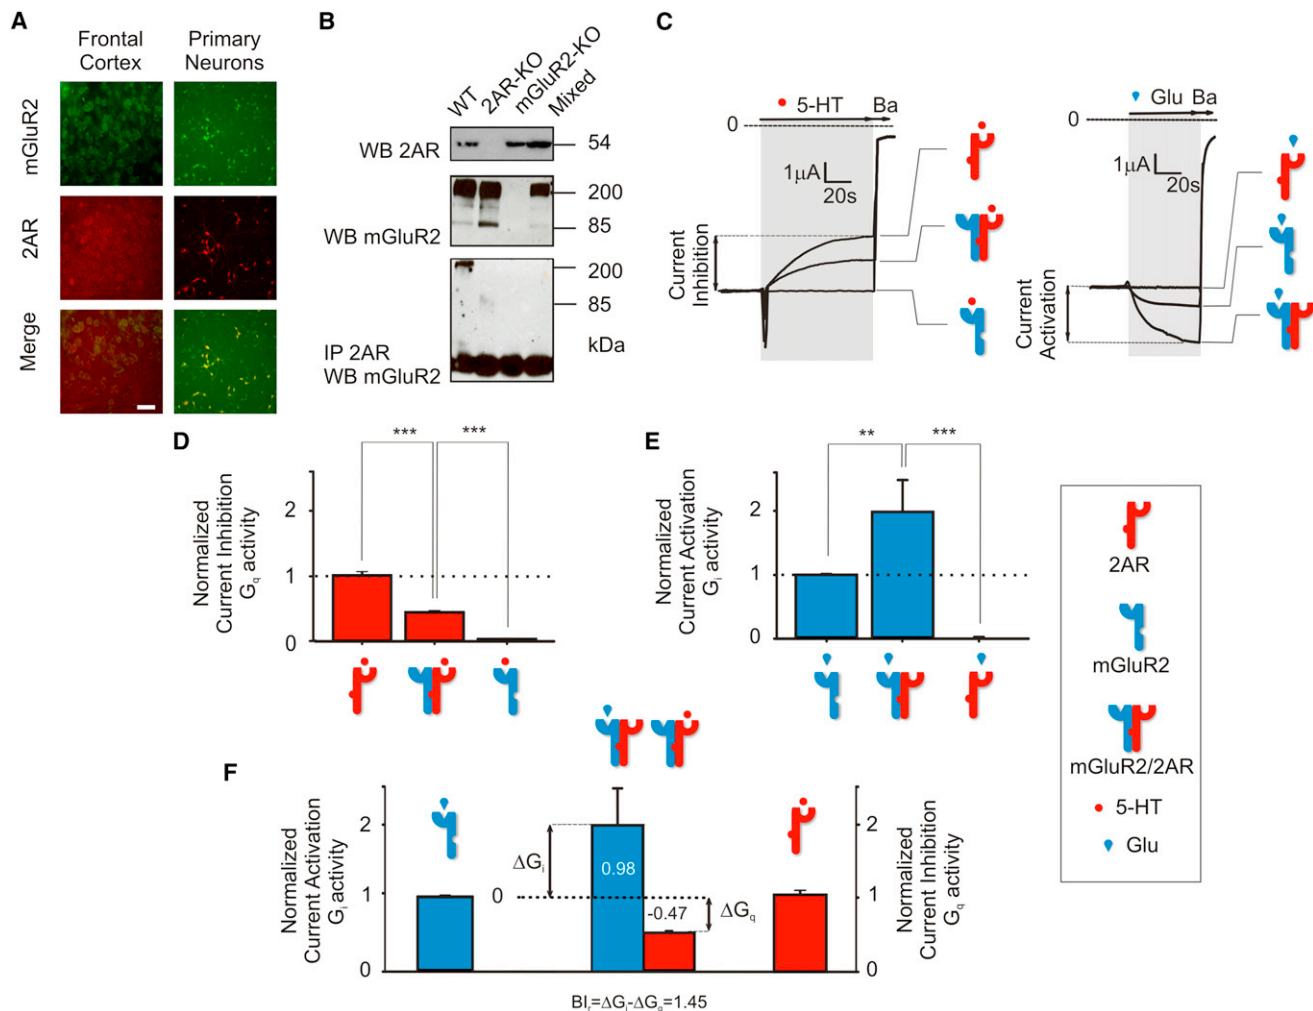 A
Frontal
Cortex
Primary
Neurons
mGluR2
2AR
Merge
B
WT
2AR-KO
mGluR2-KO
Mixed
WB 2AR
54
200
WB mGluR2
85
200
85
IP 2AR
WB mGluR2
kDa
C
5-HT
Ba
0
1μA
20s
Current
Inhibition
Glu
Ba
0
1μA
20s
Current
Activation
D
***
***
Normalized
Current Inhibition
Gq activity
2
1
0
E
**
***
Normalized
Current Activation
Gi activity
2
1
0
2AR
mGluR2
mGluR2/2AR
5-HT
Glu
F
Normalized
Current Activation
Gi activity
2
1
0
ΔGi
0
0.98
-0.47
ΔGq
2
1
0
Normalized
Current Inhibition
Gq activity
BIr=ΔGi-ΔGq=1.45